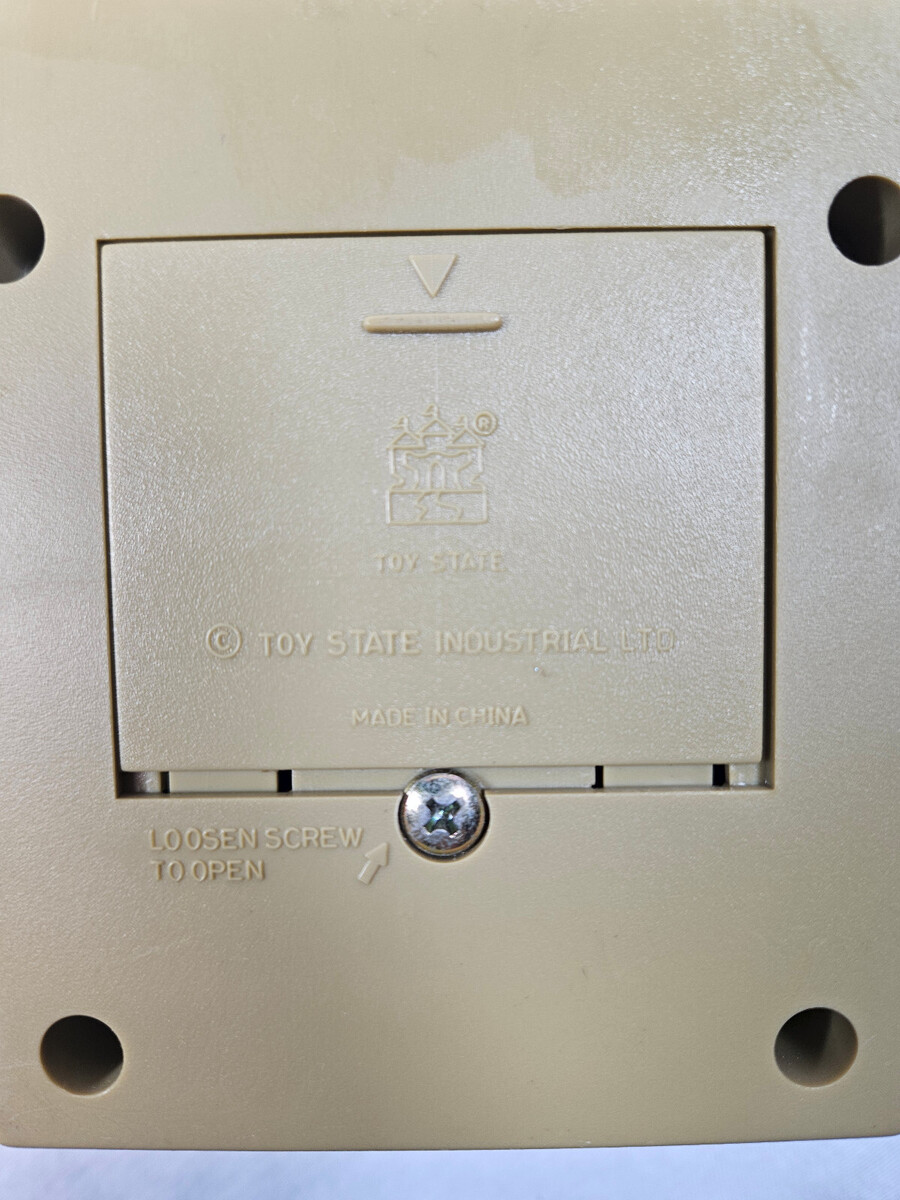 ®
TOY STATE
© TOY STATE INDUSTRIAL LTD
MADE IN CHINA
LOOSEN SCREW
TO OPEN